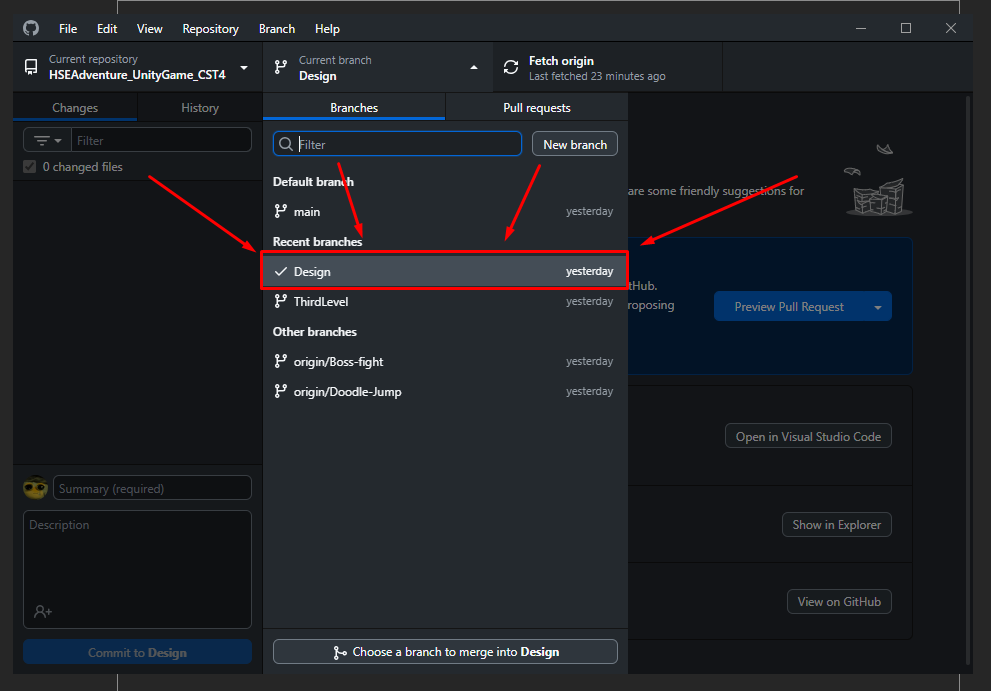 File Edit View Repository Branch Help
Current repository
HSEAdventure_UnityGame_CST4
Current branch
Design
Fetch origin
Last fetched 23 minutes ago
Changes History
Branches Pull requests
Filter
0 changed files
Filter New branch
Default branch
main yesterday
Recent branches
Design yesterday
ThirdLevel yesterday
Other branches
origin/Boss-fight yesterday
origin/Doodle-Jump yesterday
Choose a branch to merge into Design
Summary (required)
Description
Commit to Design
are some friendly suggestions for
tHub.
roposing
Preview Pull Request
Open in Visual Studio Code
Show in Explorer
View on GitHub